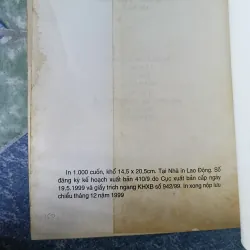 In 1.000 cuốn, khổ 14,5 x 20,5cm. Tại Nhà in Lao Động. Số
đăng ký kế hoạch xuất bản 410/9 do Cục xuất bản cấp ngày
19.5.1999 và giấy trích ngang KHXB số 942/99. In xong nộp lưu
chiểu tháng 12 năm 1999